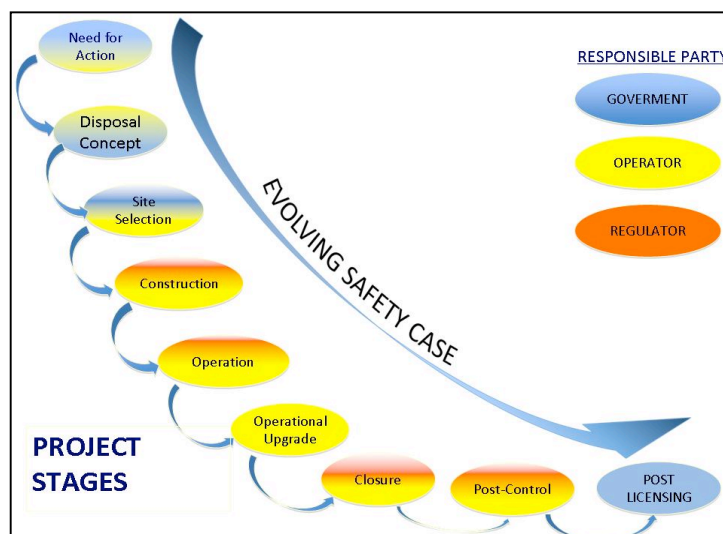 Need for
Action
RESPONSIBLE PARTY
GOVERMENT
Disposal
Concept
OPERATOR
EVOLVING SAFETY CASE
Site
Selection
REGULATOR
Construction
Operation
Operational
Upgrade
PROJECT
STAGES
Closure
Post-Control
POST
LICENSING